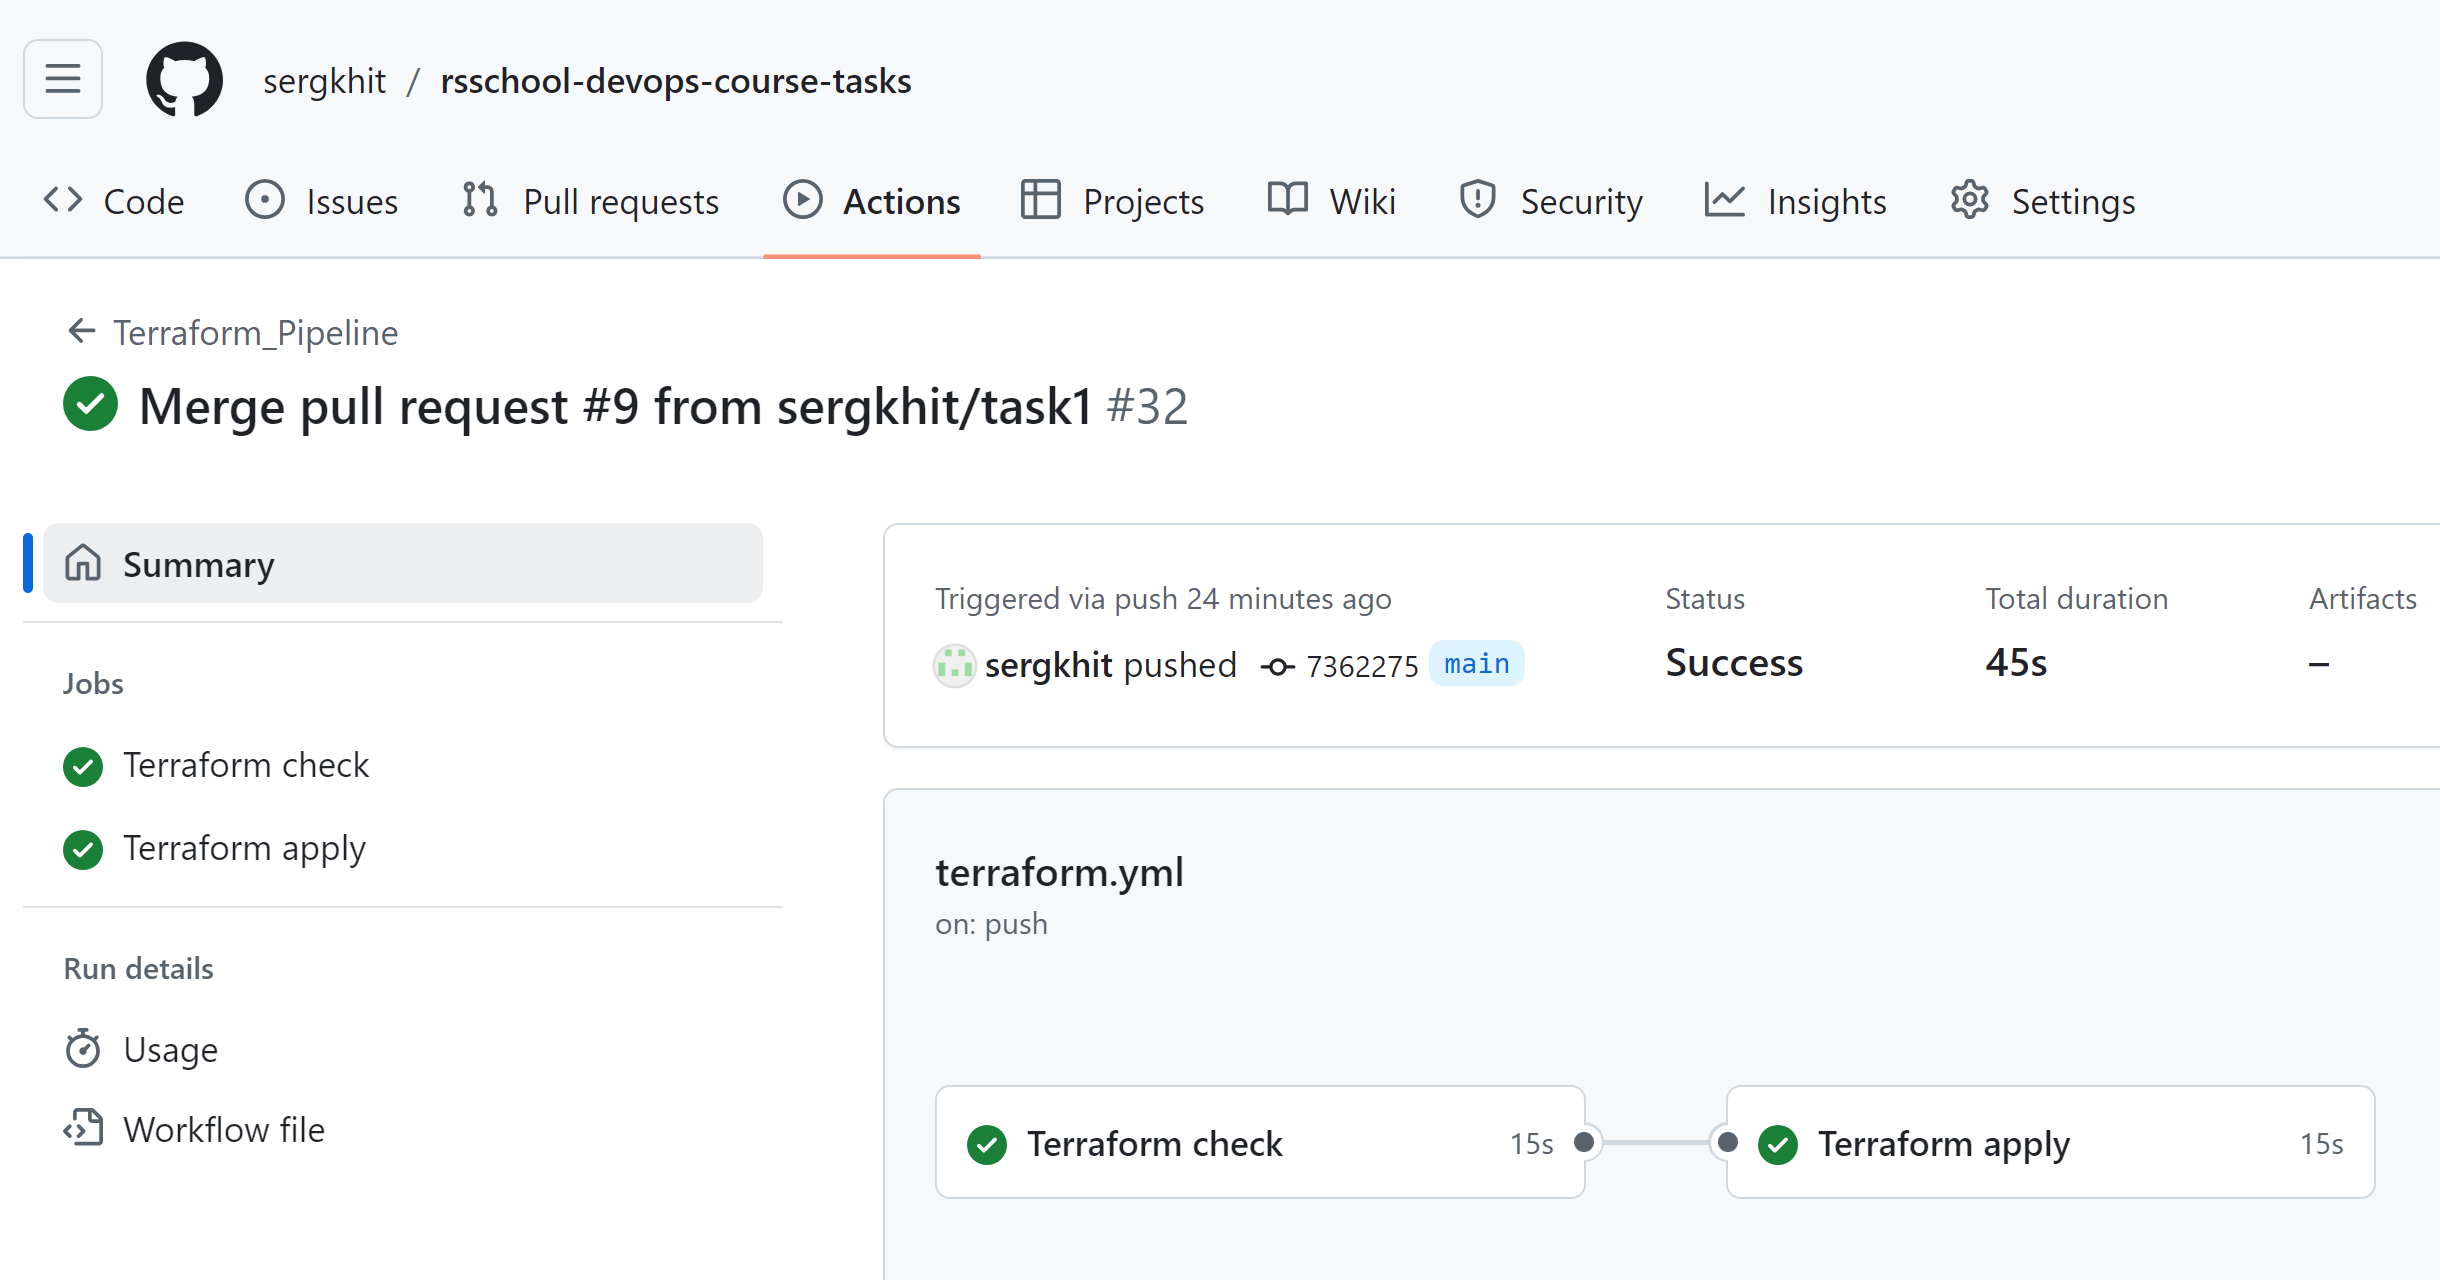 sergkhit / rsschool-devops-course-tasks
Code Issues Pull requests Actions Projects Wiki Security Insights Settings
Terraform_Pipeline
Merge pull request #9 from sergkhit/task1 #32
Summary
Jobs
Terraform check
Terraform apply
Run details
Usage
Workflow file
Triggered via push 24 minutes ago
sergkhit pushed 7362275 main
Status
Success
Total duration
45s
Artifacts
–
terraform.yml
on: push
Terraform check 15s
Terraform apply 15s